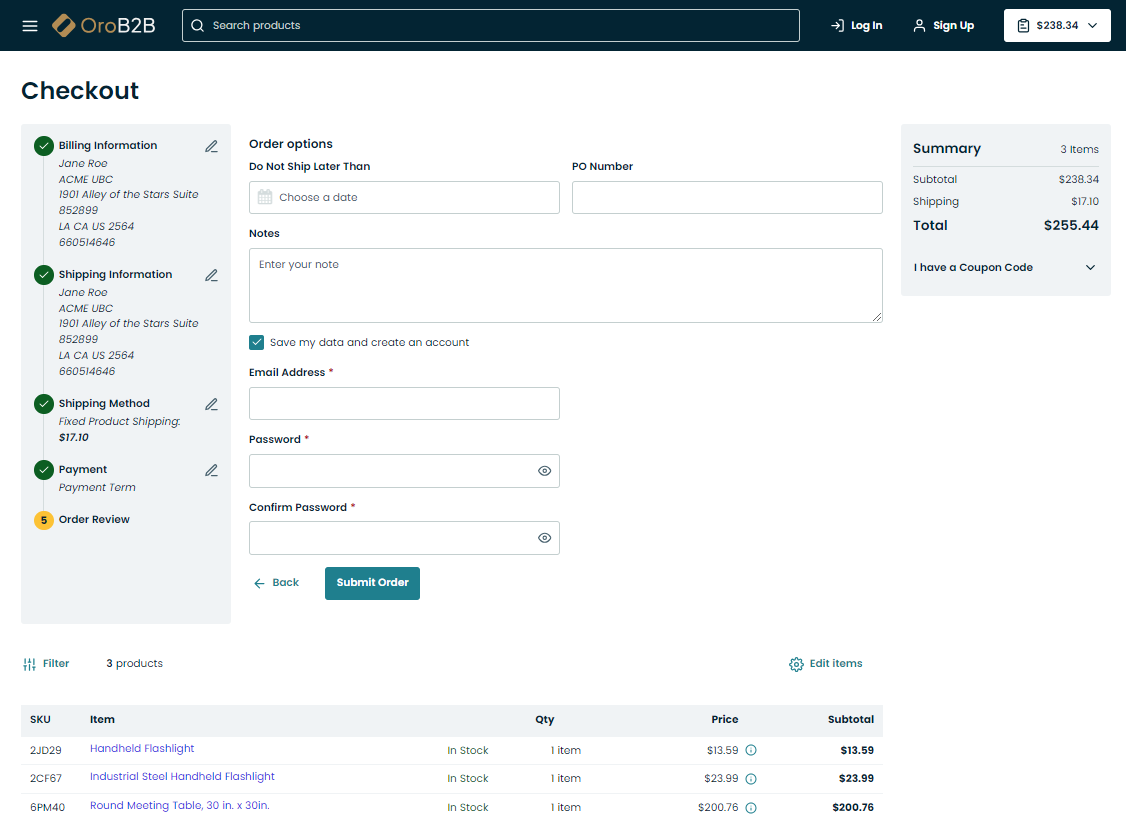 OroB2B
Search products
Log In
Sign Up
$238.34
Checkout
Billing Information
Jane Roe
ACME UBC
1901 Alley of the Stars Suite
852899
LA CA US 2564
660514646
Shipping Information
Jane Roe
ACME UBC
1901 Alley of the Stars Suite
852899
LA CA US 2564
660514646
Shipping Method
Fixed Product Shipping:
$17.10
Payment
Payment Term
5 Order Review
Order options
Do Not Ship Later Than
PO Number
Choose a date
Notes
Enter your note
Save my data and create an account
Email Address *
Password *
Confirm Password *
Back
Submit Order
Summary 3 Items
Subtotal $238.34
Shipping $17.10
Total $255.44
I have a Coupon Code
Filter 3 products Edit items
SKU Item Qty Price Subtotal
2JD29 Handheld Flashlight In Stock 1 item $13.59 $13.59
2CF67 Industrial Steel Handheld Flashlight In Stock 1 item $23.99 $23.99
6PM40 Round Meeting Table, 30 in. x 30in. In Stock 1 item $200.76 $200.76